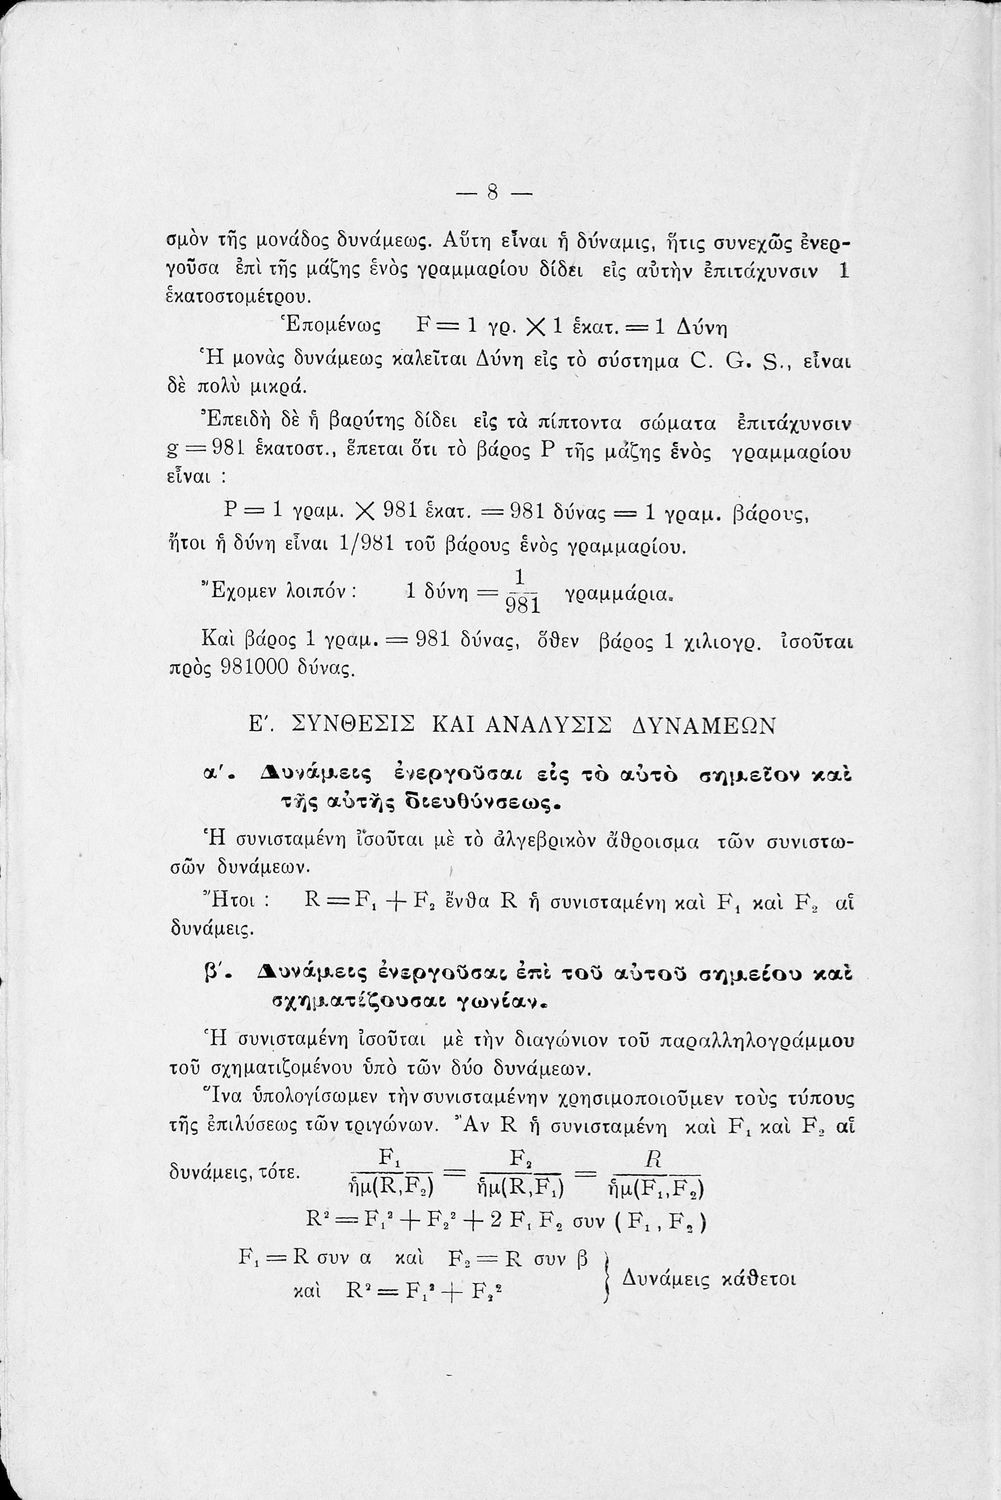 — 8 —
σμὸν τῆς μονάδος δυνάμεως. Αὕτη εἶναι ἡ δύναμις, ἥτις συνεχῶς ἐνερ-
γοῦσα ἐπὶ τῆς μάζης ἑνὸς γραμμαρίου δίδει εἰς αὐτὴν ἐπιτάχυνσιν 1
ἑκατοστομέτρου.
Ἑπομένως F = 1 γρ. Χ 1 ἑκατ. = 1 Δύνη
Ἡ μονὰς δυνάμεως καλεῖται Δύνη εἰς τὸ σύστημα C. G. S., εἶναι
δὲ πολὺ μικρά.
Ἐπειδὴ δὲ ἡ βαρύτης δίδει εἰς τὰ πίπτοντα σώματα ἐπιτάχυνσιν
g = 981 ἑκατοστ., ἕπεται ὅτι τὸ βάρος P τῆς μάζης ἑνὸς γραμμαρίου
εἶναι :
P = 1 γραμ. Χ 981 ἑκατ. = 981 δύνας = 1 γραμ. βάρους,
ἤτοι ἡ δύνη εἶναι 1/981 τοῦ βάρους ἑνὸς γραμμαρίου.
Ἔχομεν λοιπόν : 1 δύνη = 1/981 γραμμάρια.
Καὶ βάρος 1 γραμ. = 981 δύνας, ὅθεν βάρος 1 χιλιογρ. ἰσοῦται
πρὸς 981000 δύνας.
Ε'. ΣΥΝΘΕΣΙΣ ΚΑΙ ΑΝΑΛΥΣΙΣ ΔΥΝΑΜΕΩΝ
α'. Δυνάμεις ἐνεργοῦσαι εἰς τὸ αὐτὸ σημεῖον καὶ
τῆς αὐτῆς διευθύνσεως.
Ἡ συνισταμένη ἰσοῦται μὲ τὸ ἀλγεβρικὸν ἄθροισμα τῶν συνιστω-
σῶν δυνάμεων.
Ἤτοι : R = F₁ + F₂ ἔνθα R ἡ συνισταμένη καὶ F₁ καὶ F₂ αἱ
δυνάμεις.
β'. Δυνάμεις ἐνεργοῦσαι ἐπὶ τοῦ αὐτοῦ σημείου καὶ
σχηματίζουσαι γωνίαν.
Ἡ συνισταμένη ἰσοῦται μὲ τὴν διαγώνιον τοῦ παραλληλογράμμου
τοῦ σχηματιζομένου ὑπὸ τῶν δύο δυνάμεων.
Ἵνα ὑπολογίσωμεν τὴν συνισταμένην χρησιμοποιοῦμεν τοὺς τύπους
τῆς ἐπιλύσεως τῶν τριγώνων. Ἂν R ἡ συνισταμένη καὶ F₁ καὶ F₂ αἱ
δυνάμεις, τότε. F₁/ἡμ(R,F₂) = F₂/ἡμ(R,F₁) = R/ἡμ(F₁,F₂)
R² = F₁² + F₂² + 2 F₁ F₂ συν ( F₁ , F₂ )
F₁ = R συν α καὶ F₂ = R συν β
καὶ R² = F₁² + F₂² } Δυνάμεις κάθετοι